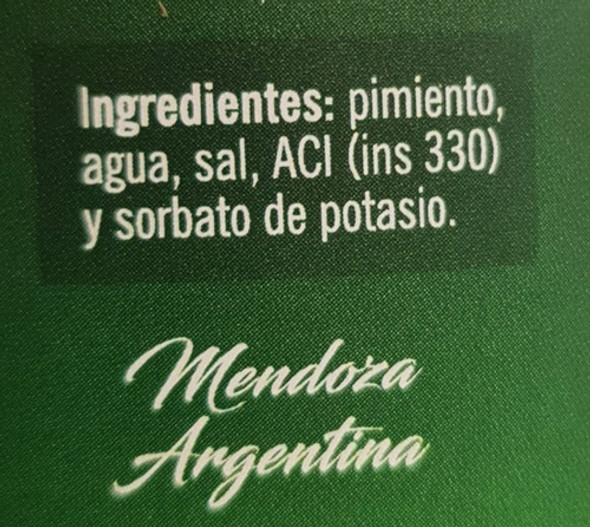 Ingredientes: pimiento,
agua, sal, ACI (ins 330)
y sorbato de potasio.
Mendoza
Argentina